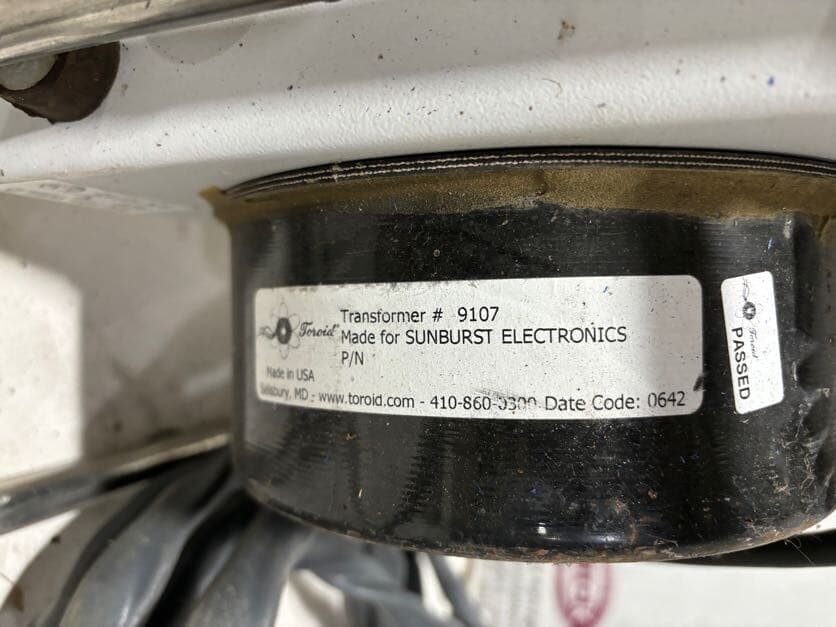 Toroid
Transformer # 9107
Made for SUNBURST ELECTRONICS
P/N
Made in USA
Salisbury, MD - www.toroid.com - 410-860-0300 Date Code: 0642
Toroid
PASSED